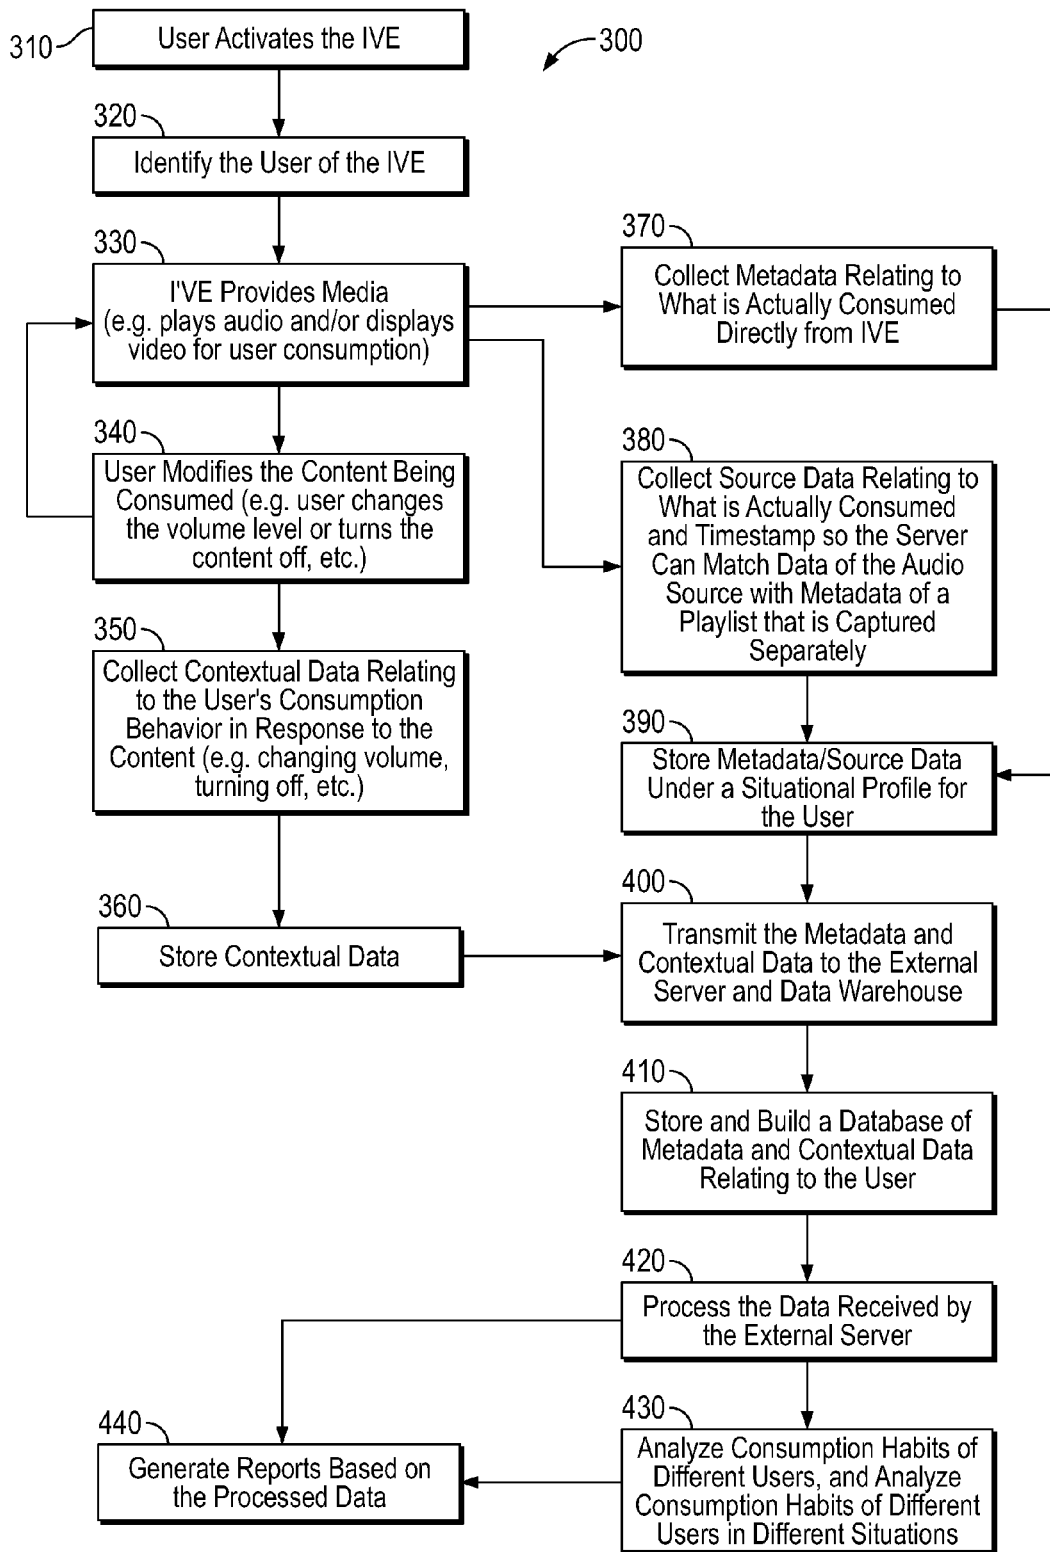 310
User Activates the IVE
300
320
Identify the User of the IVE
330
I'VE Provides Media
(e.g. plays audio and/or displays
video for user consumption)
340
User Modifies the Content Being
Consumed (e.g. user changes
the volume level or turns the
content off, etc.)
350
Collect Contextual Data Relating
to the User's Consumption
Behavior in Response to the
Content (e.g. changing volume,
turning off, etc.)
360
Store Contextual Data
370
Collect Metadata Relating to
What is Actually Consumed
Directly from IVE
380
Collect Source Data Relating to
What is Actually Consumed
and Timestamp so the Server
Can Match Data of the Audio
Source with Metadata of a
Playlist that is Captured
Separately
390
Store Metadata/Source Data
Under a Situational Profile for
the User
400
Transmit the Metadata and
Contextual Data to the External
Server and Data Warehouse
410
Store and Build a Database of
Metadata and Contextual Data
Relating to the User
420
Process the Data Received by
the External Server
430
Analyze Consumption Habits of
Different Users, and Analyze
Consumption Habits of Different
Users in Different Situations
440
Generate Reports Based on
the Processed Data